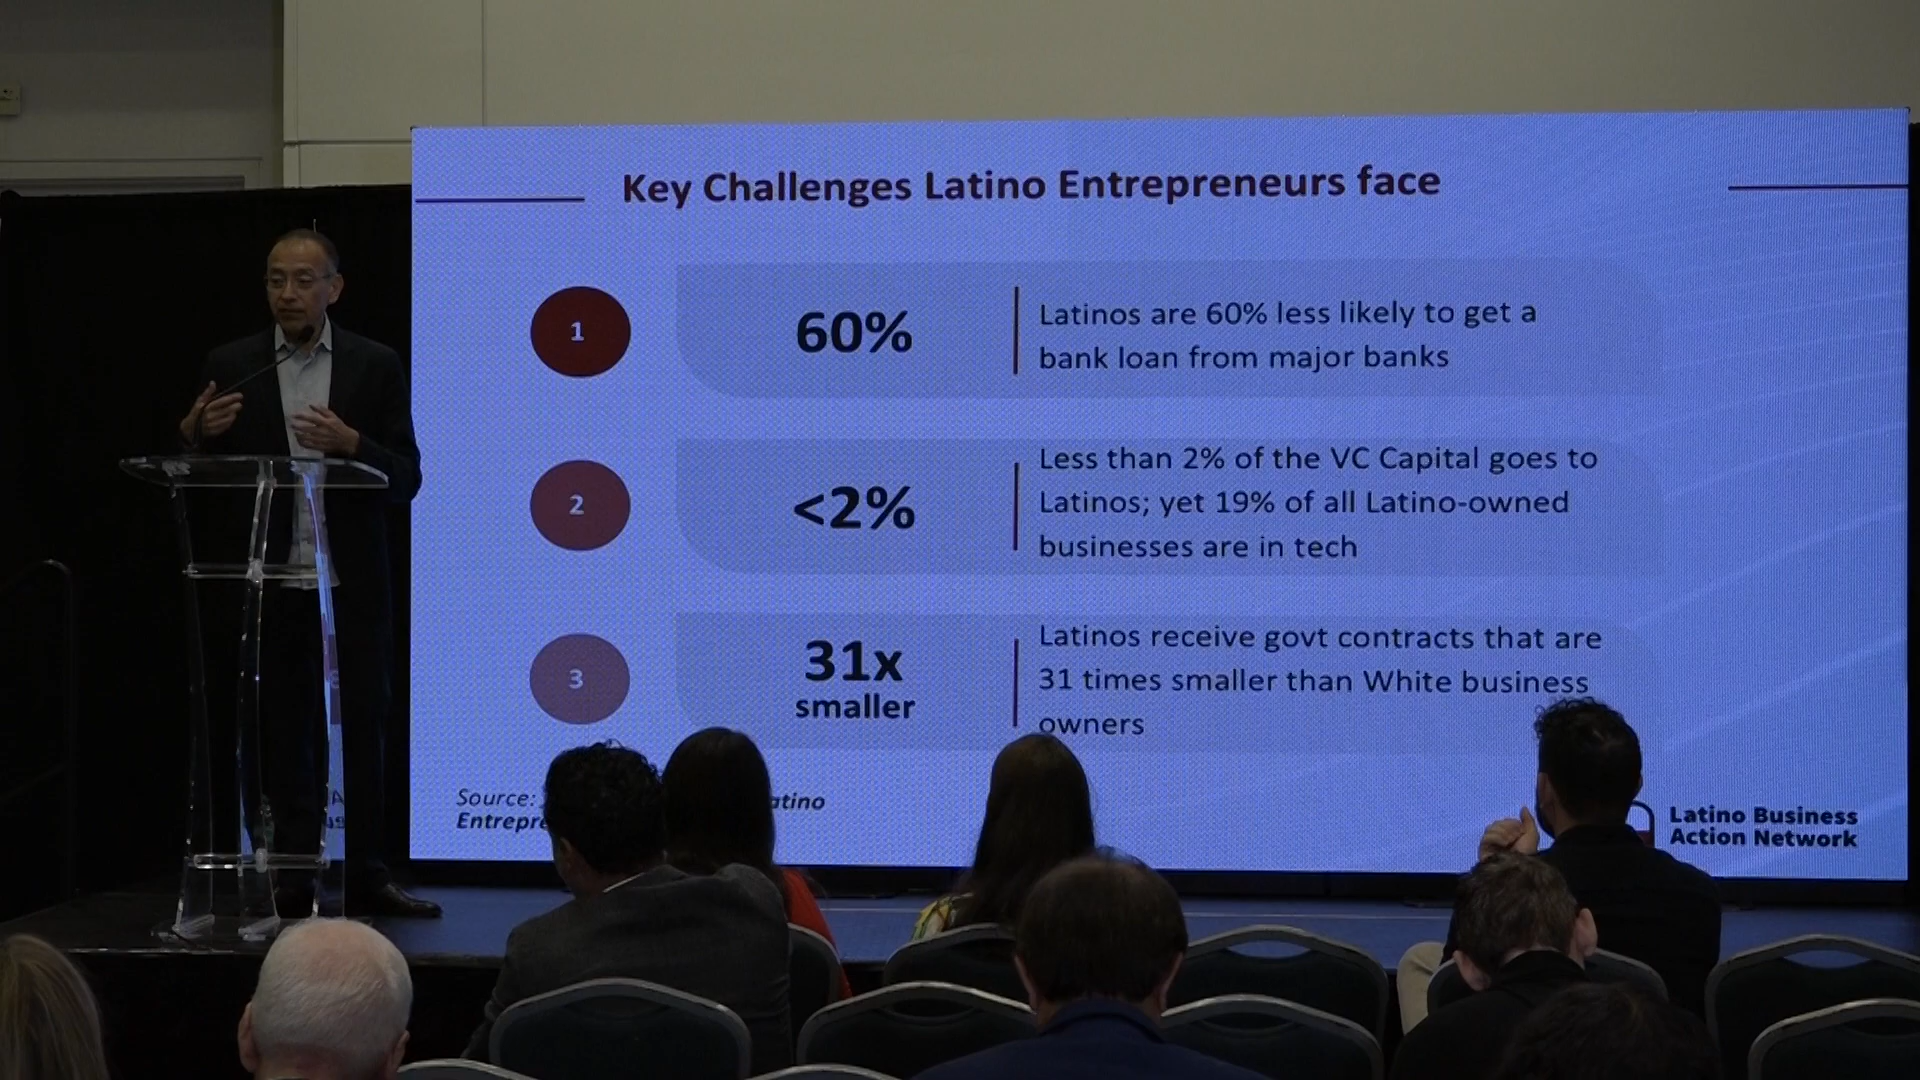 Key Challenges Latino Entrepreneurs face
1
60%
Latinos are 60% less likely to get a
bank loan from major banks
2
<2%
Less than 2% of the VC Capital goes to
Latinos; yet 19% of all Latino-owned
businesses are in tech
3
31x
smaller
Latinos receive govt contracts that are
31 times smaller than White business
owners
Source:
Latino Business
Action Network